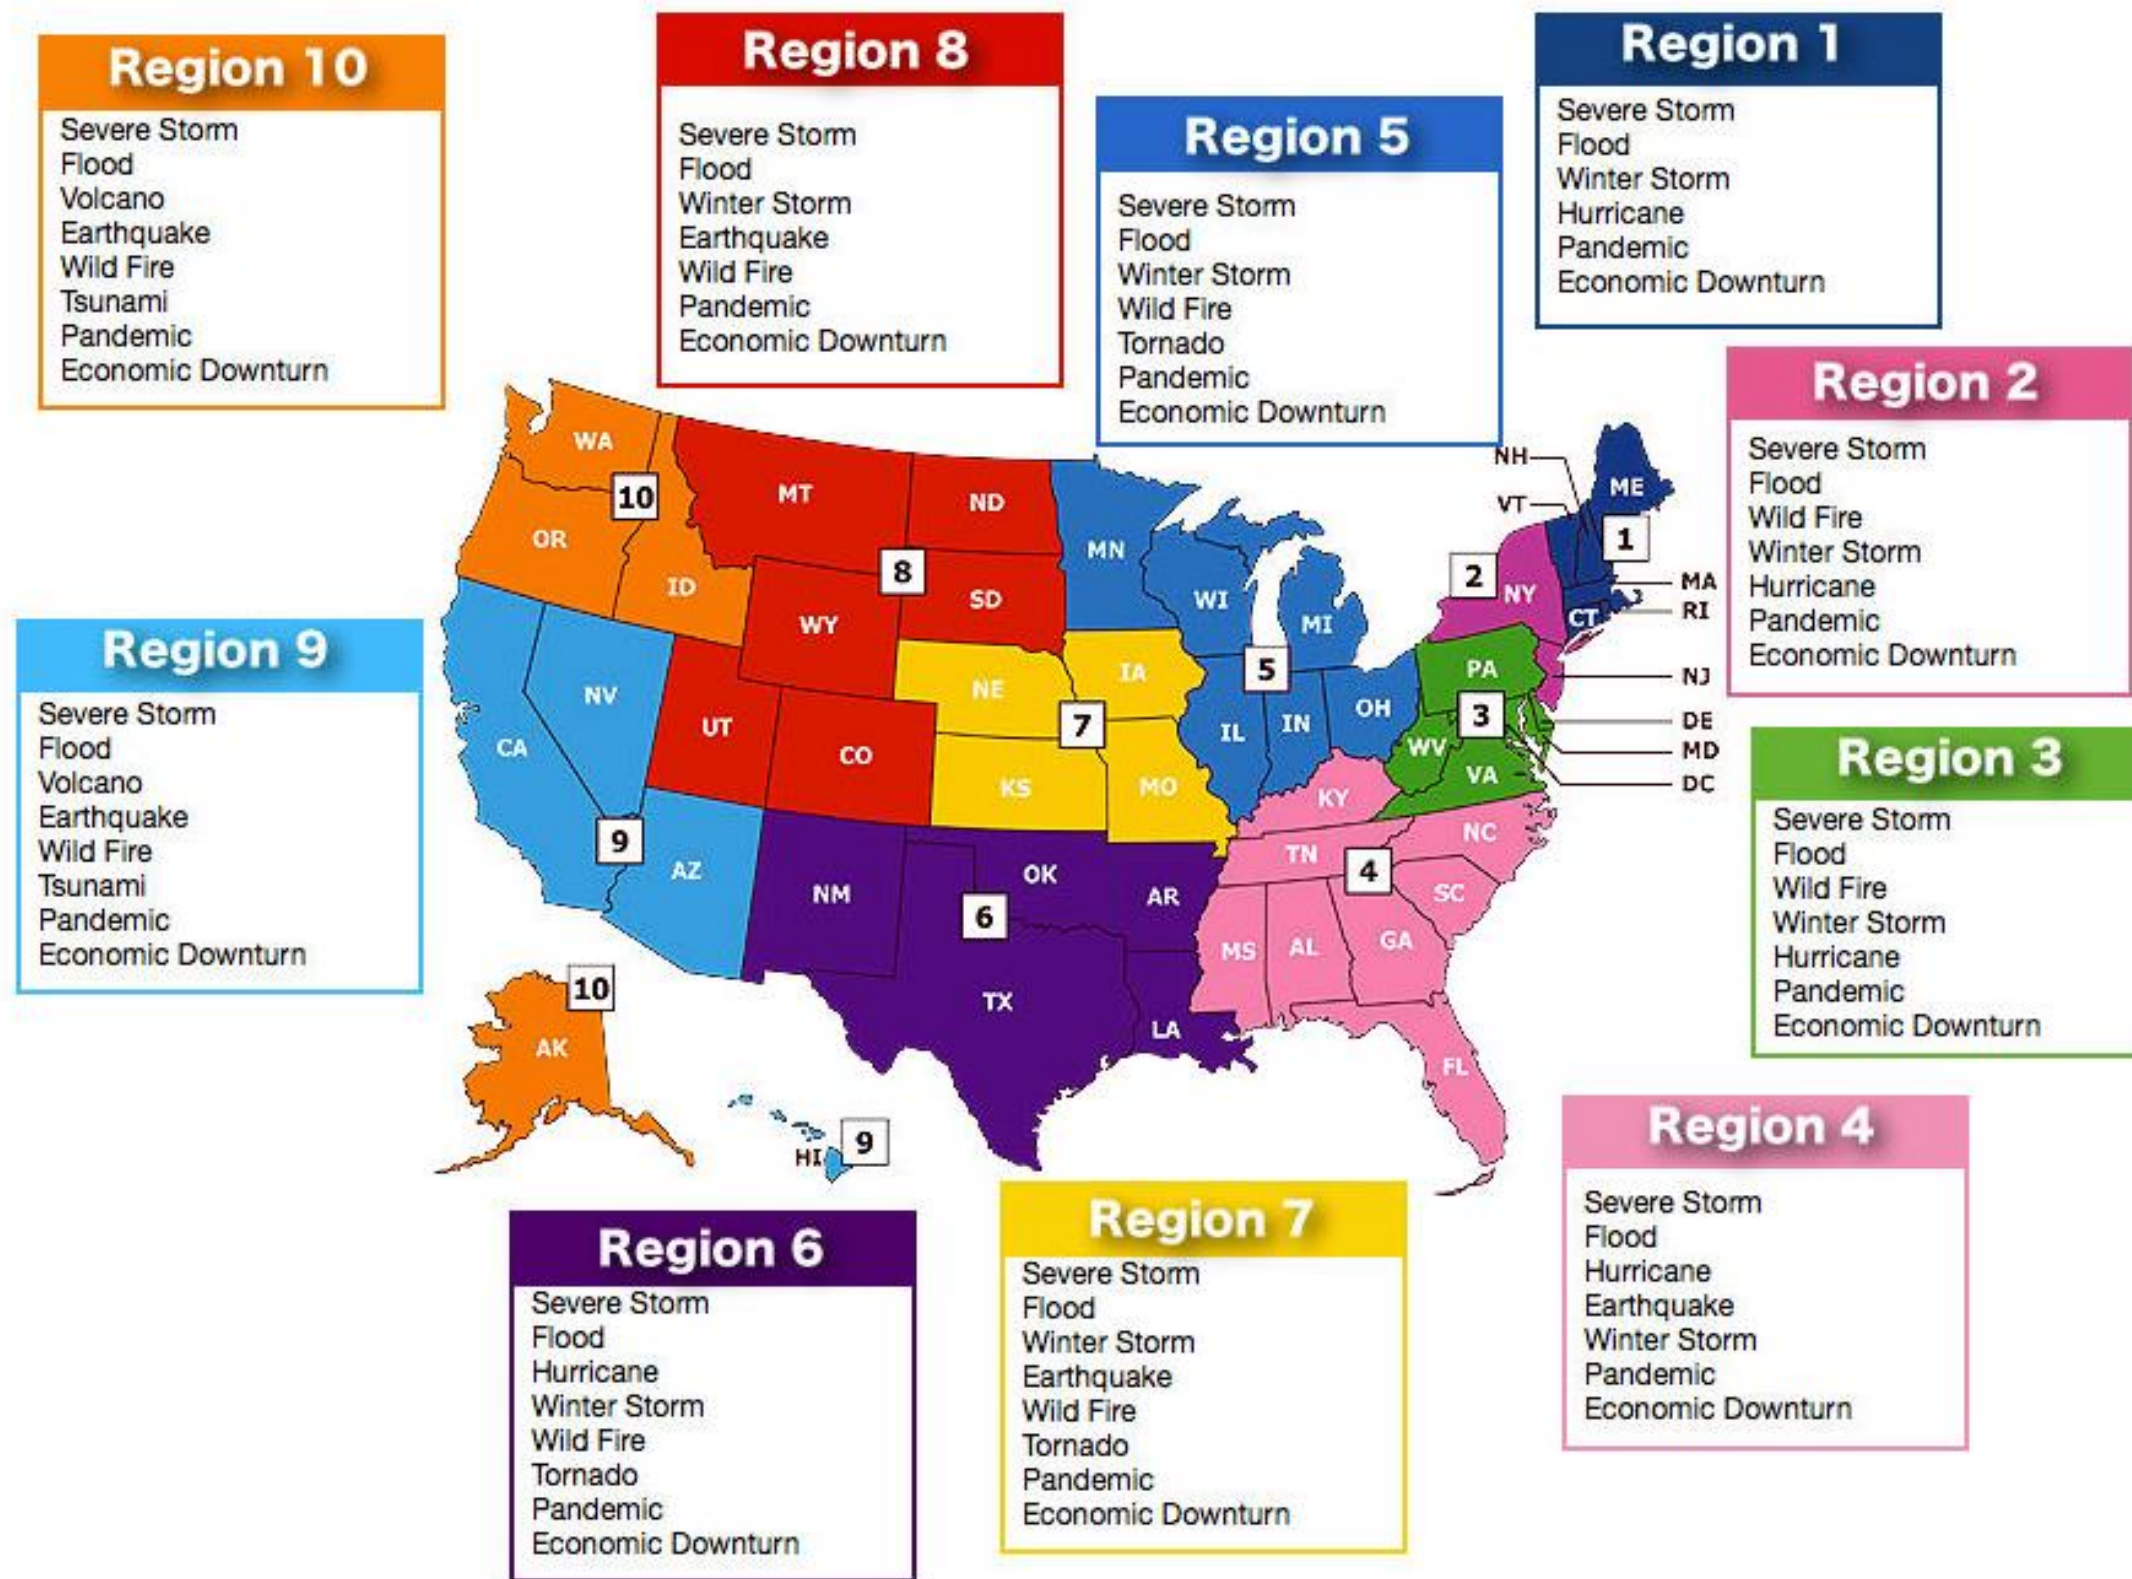 Region 10
Severe Storm
Flood
Volcano
Earthquake
Wild Fire
Tsunami
Pandemic
Economic Downturn
Region 8
Severe Storm
Flood
Winter Storm
Earthquake
Wild Fire
Pandemic
Economic Downturn
Region 5
Severe Storm
Flood
Winter Storm
Wild Fire
Tornado
Pandemic
Economic Downturn
Region 1
Severe Storm
Flood
Winter Storm
Hurricane
Pandemic
Economic Downturn
Region 2
Severe Storm
Flood
Wild Fire
Winter Storm
Hurricane
Pandemic
Economic Downturn
Region 9
Severe Storm
Flood
Volcano
Earthquake
Wild Fire
Tsunami
Pandemic
Economic Downturn
WA
10
OR
ID
MT
ND
8
SD
WY
UT
CO
MN
WI
MI
5
IL
IN
OH
NE
IA
7
KS
MO
NH
VT
ME
1
2
NY
MA
CT
RI
NJ
PA
3
DE
MD
DC
WV
VA
CA
NV
9
AZ
NM
OK
AR
6
TX
LA
KY
NC
TN
4
SC
MS
AL
GA
FL
10
AK
HI
9
Region 3
Severe Storm
Flood
Wild Fire
Winter Storm
Hurricane
Pandemic
Economic Downturn
Region 4
Severe Storm
Flood
Hurricane
Earthquake
Winter Storm
Pandemic
Economic Downturn
Region 6
Severe Storm
Flood
Hurricane
Winter Storm
Wild Fire
Tornado
Pandemic
Economic Downturn
Region 7
Severe Storm
Flood
Winter Storm
Earthquake
Wild Fire
Tornado
Pandemic
Economic Downturn